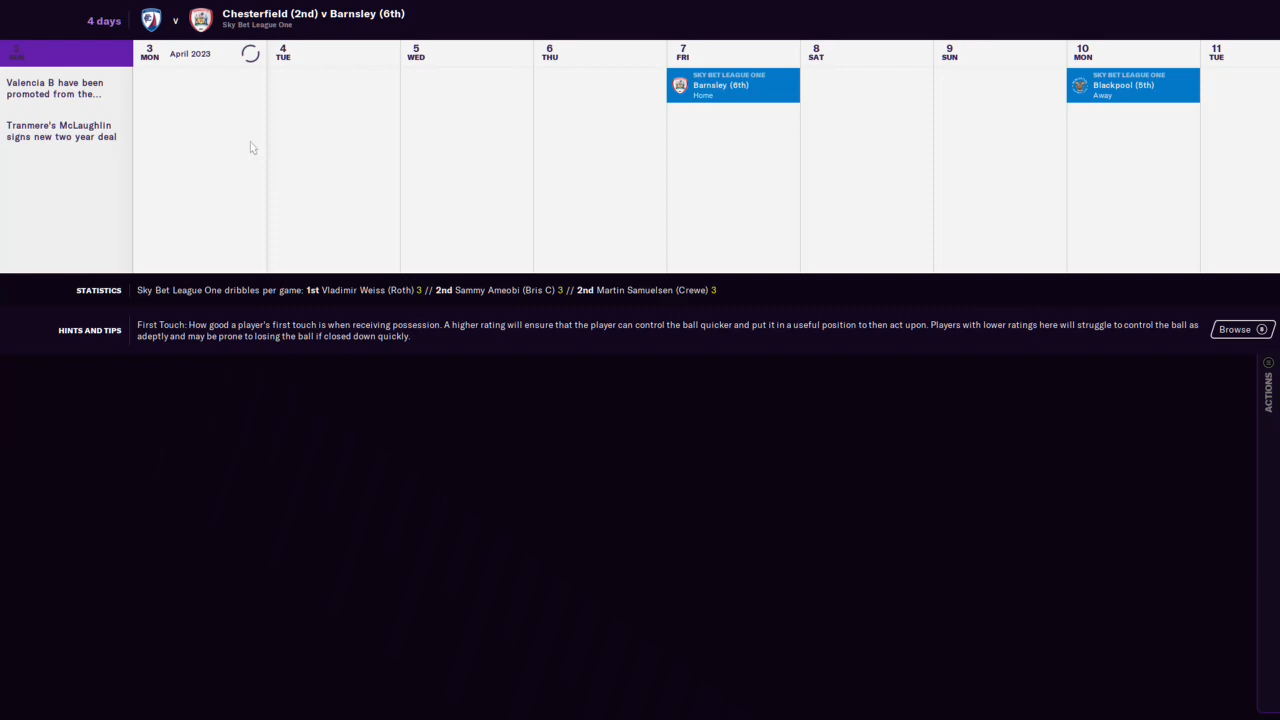 4 days
v
Chesterfield (2nd) v Barnsley (6th)
Sky Bet League One
2
SUN
3
MON
April 2023
4
TUE
5
WED
6
THU
7
FRI
8
SAT
9
SUN
10
MON
11
TUE
Valencia B have been
promoted from the...
Tranmere's McLaughlin
signs new two year deal
SKY BET LEAGUE ONE
Barnsley (6th)
Home
SKY BET LEAGUE ONE
Blackpool (5th)
Away
STATISTICS
Sky Bet League One dribbles per game: 1st Vladimir Weiss (Roth) 3 // 2nd Sammy Ameobi (Bris C) 3 // 2nd Martin Samuelsen (Crewe) 3
HINTS AND TIPS
First Touch: How good a player's first touch is when receiving possession. A higher rating will ensure that the player can control the ball quicker and put it in a useful position to then act upon. Players with lower ratings here will struggle to control the ball as
adeptly and may be prone to losing the ball if closed down quickly.
Browse
ACTIONS